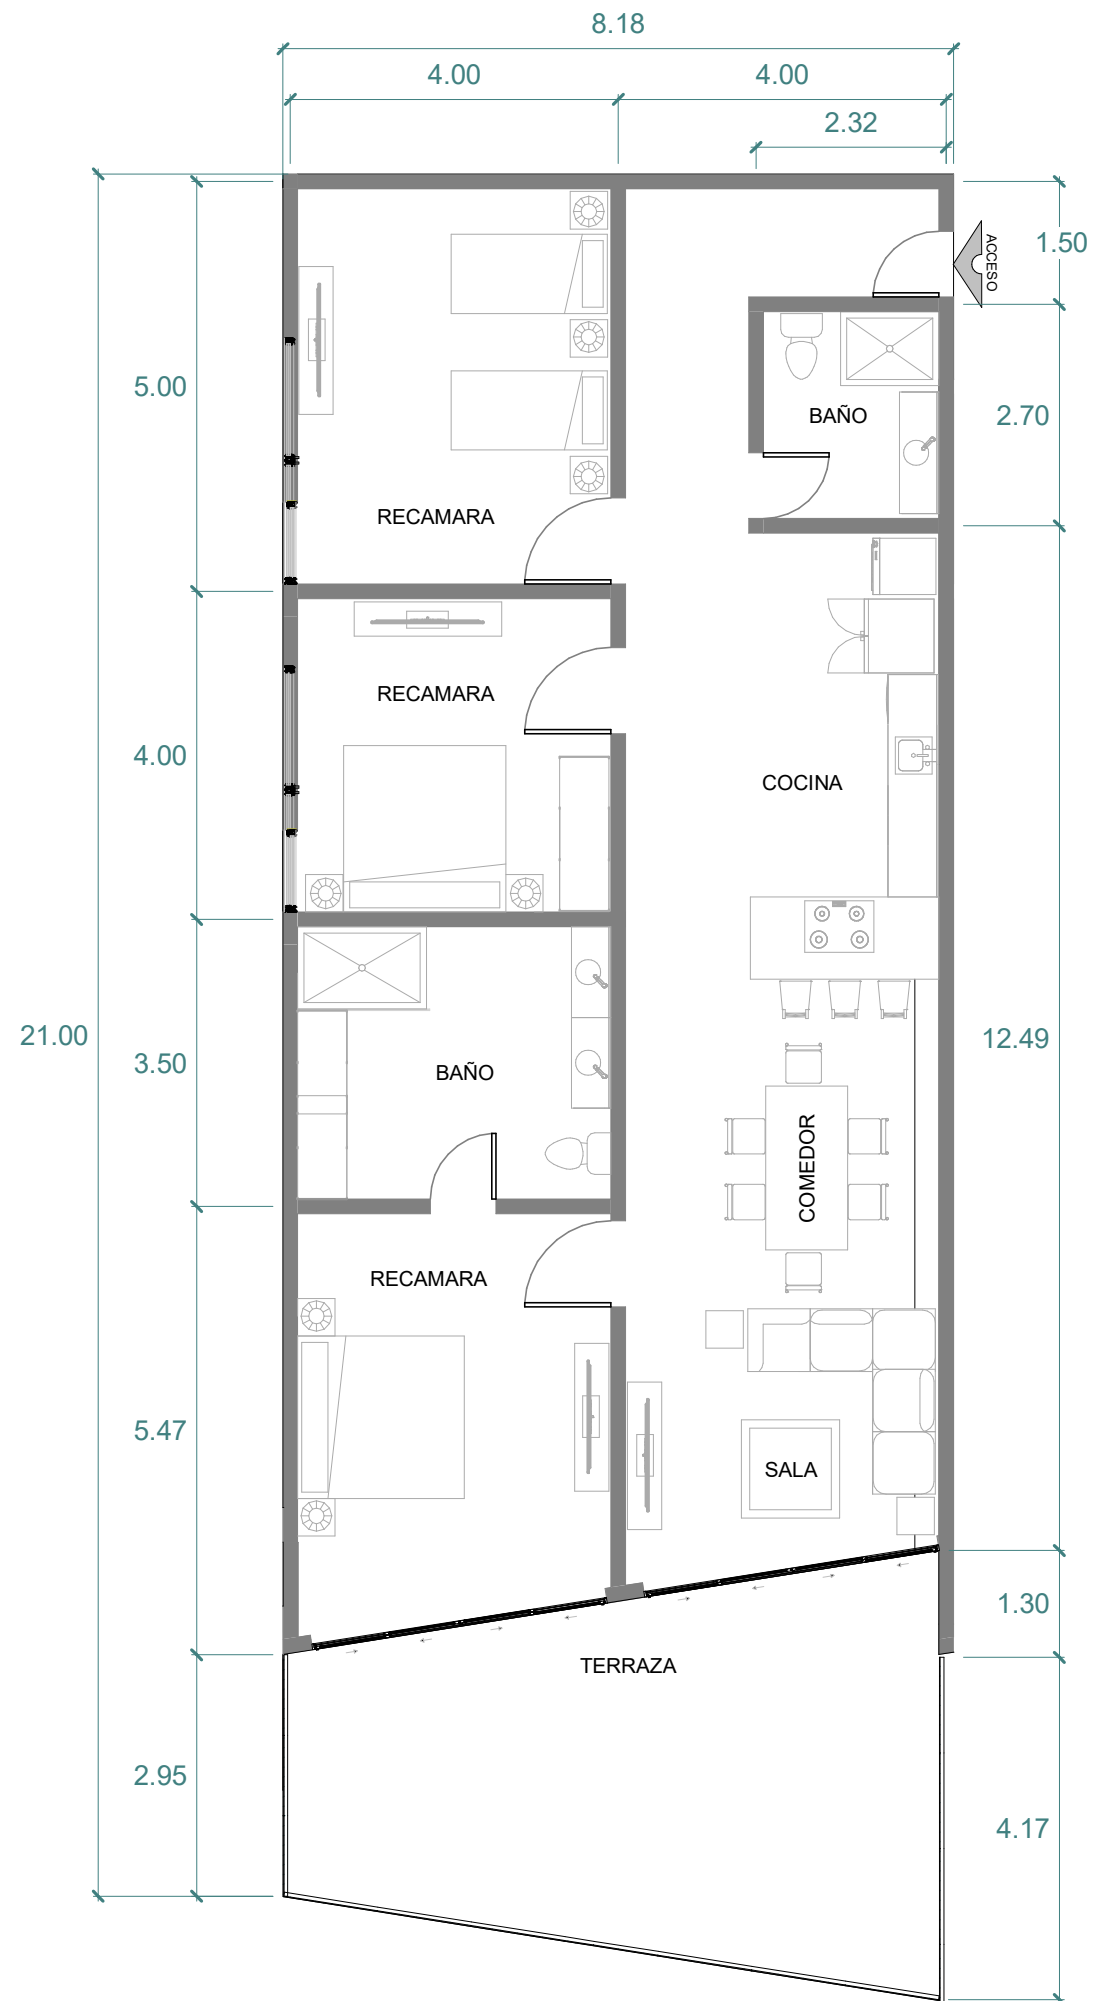 8.18
4.00
4.00
2.32
ACCESO
1.50
5.00
2.70
BAÑO
RECAMARA
RECAMARA
4.00
COCINA
21.00
12.49
3.50
BAÑO
COMEDOR
RECAMARA
5.47
SALA
1.30
TERRAZA
2.95
4.17